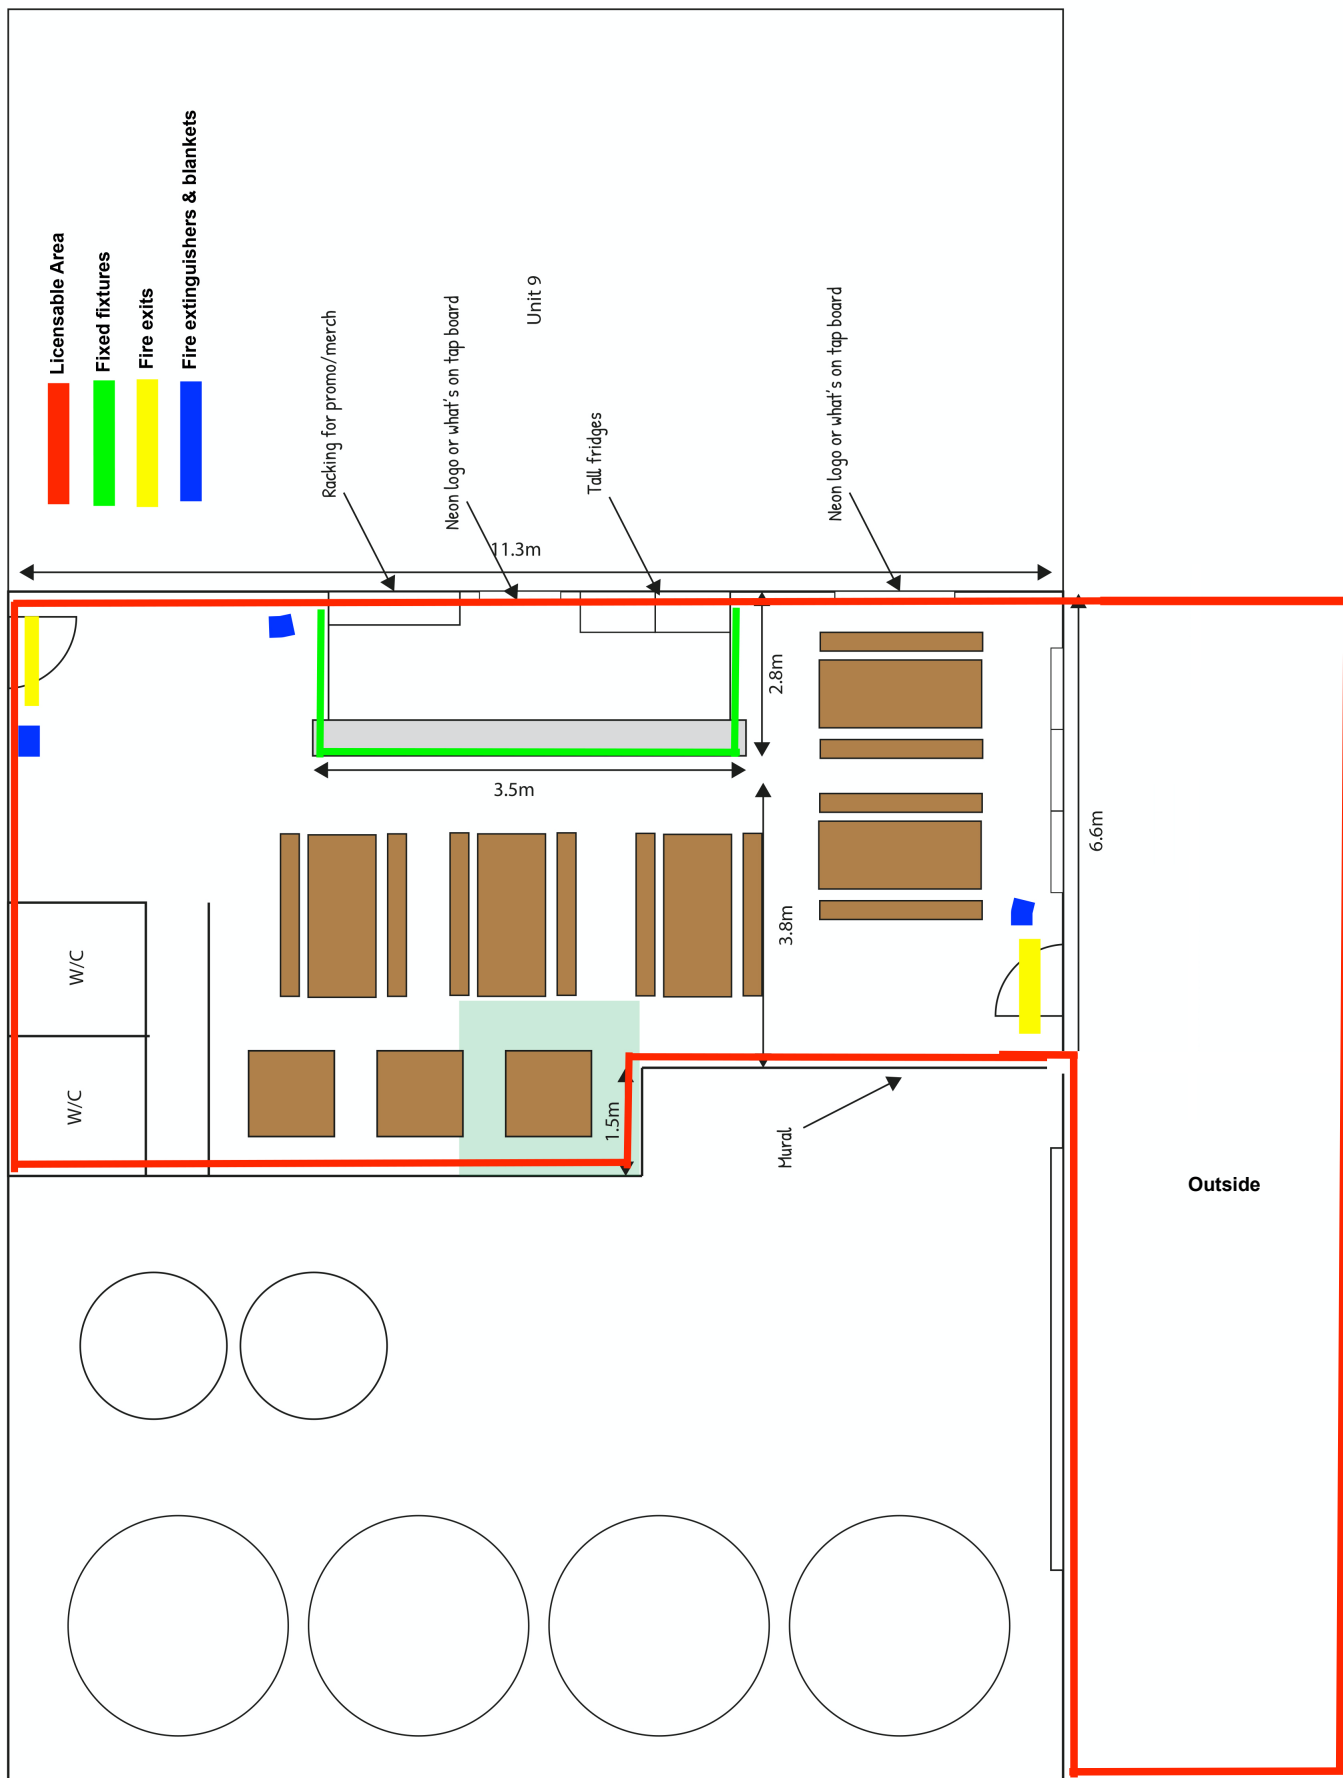 Licensable Area
Fixed fixtures
Fire exits
Fire extinguishers & blankets
Racking for promo/merch
Neon logo or what's on tap board
Unit 9
Tall fridges
Neon logo or what's on tap board
11.3m
2.8m
3.5m
3.8m
6.6m
W/C
W/C
1.5m
Mural
Outside